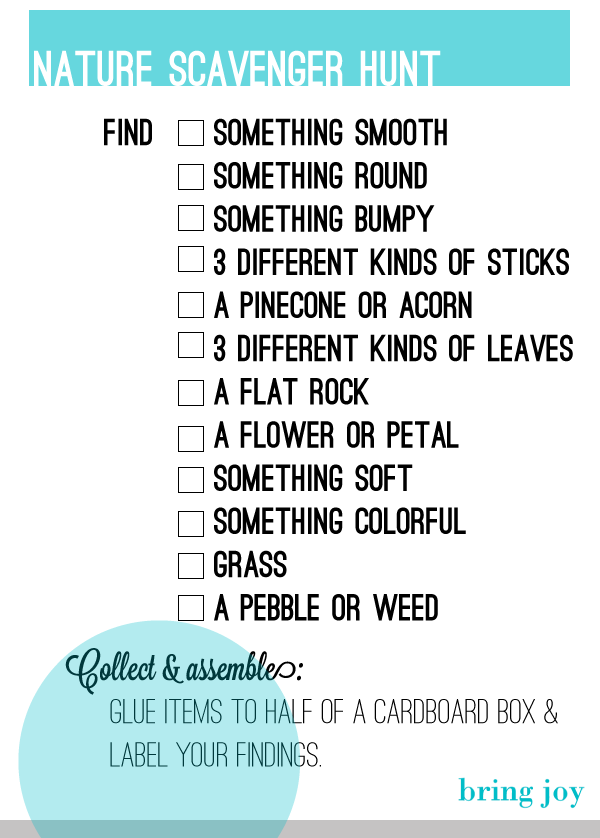 NATURE SCAVENGER HUNT
FIND SOMETHING SMOOTH
SOMETHING ROUND
SOMETHING BUMPY
3 DIFFERENT KINDS OF STICKS
A PINECONE OR ACORN
3 DIFFERENT KINDS OF LEAVES
A FLAT ROCK
A FLOWER OR PETAL
SOMETHING SOFT
SOMETHING COLORFUL
GRASS
A PEBBLE OR WEED
Collect & assemble:
GLUE ITEMS TO HALF OF A CARDBOARD BOX &
LABEL YOUR FINDINGS.
bring joy